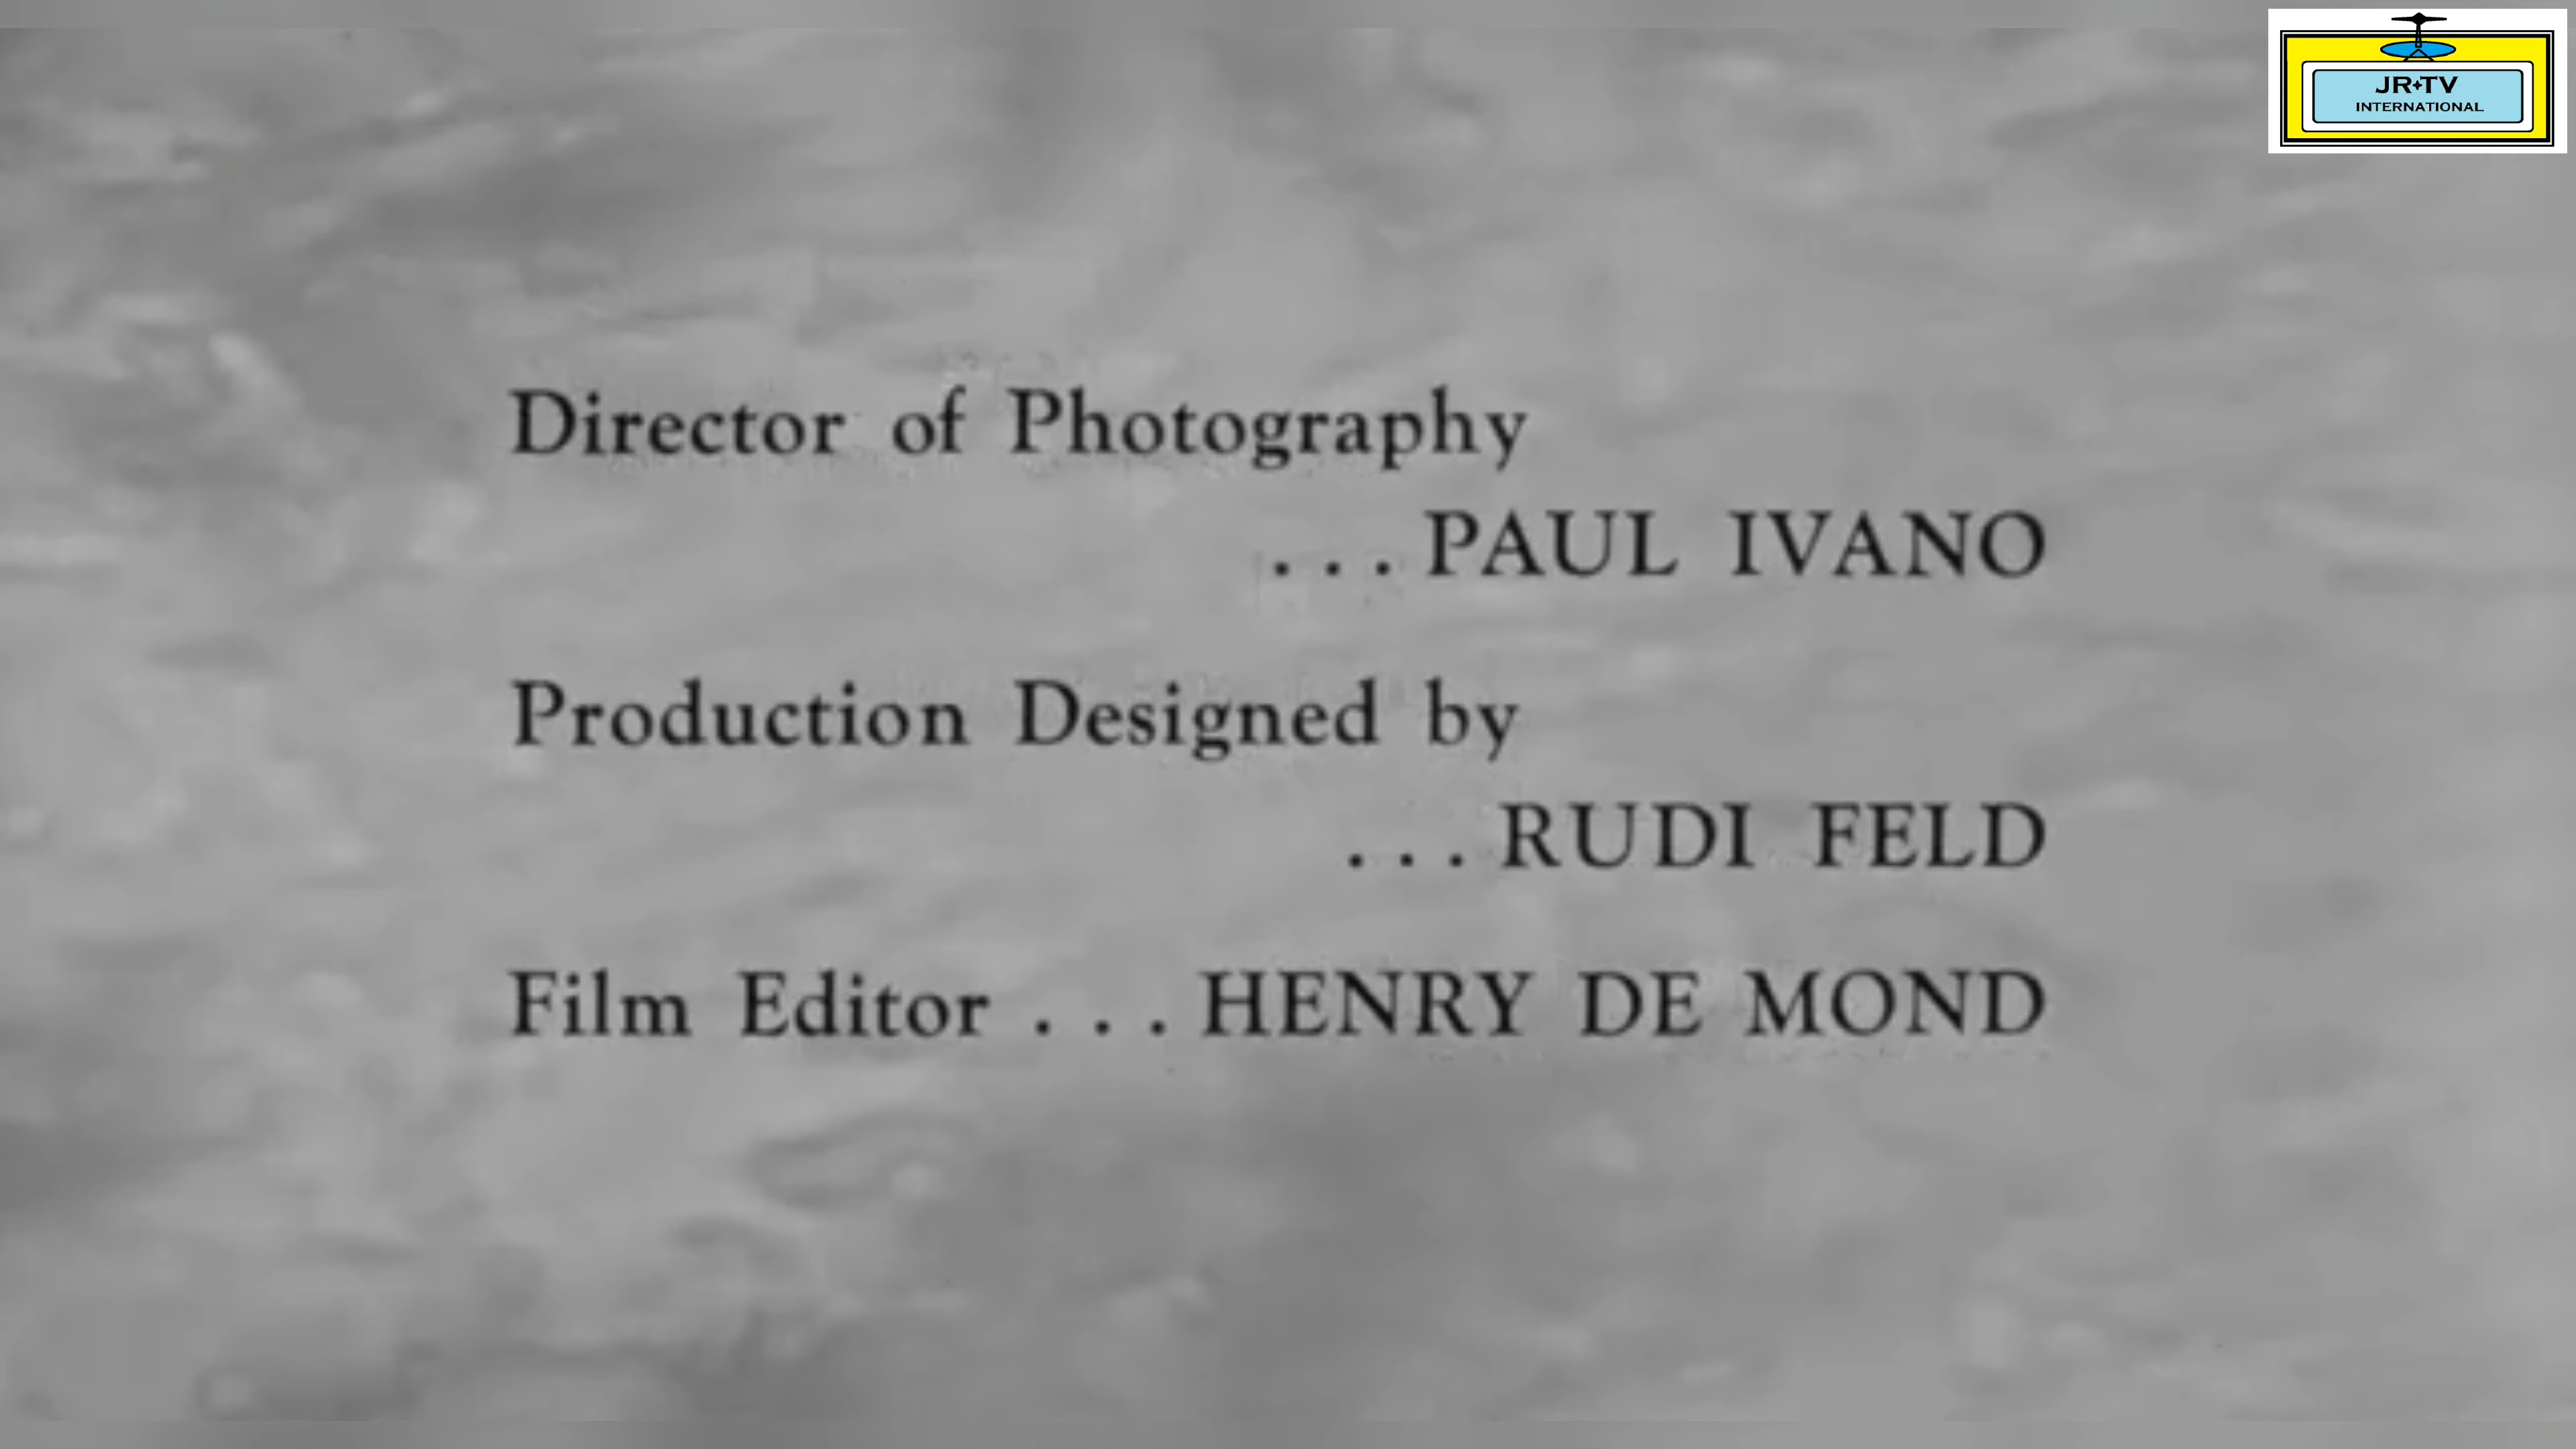 JR+TV
INTERNATIONAL
Director of Photography
. . . PAUL IVANO
Production Designed by
. . . RUDI FELD
Film Editor . . . HENRY DE MOND